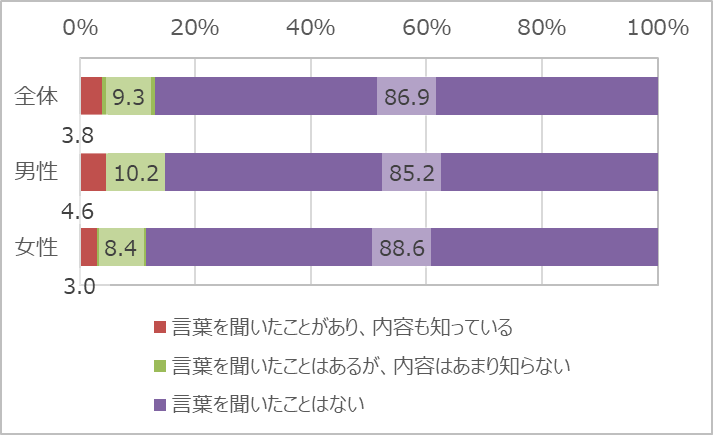 0% 20% 40% 60% 80% 100%
全体 9.3 86.9
3.8
男性 10.2 85.2
4.6
女性 8.4 88.6
3.0
言葉を聞いたことがあり、内容も知っている
言葉を聞いたことはあるが、内容はあまり知らない
言葉を聞いたことはない